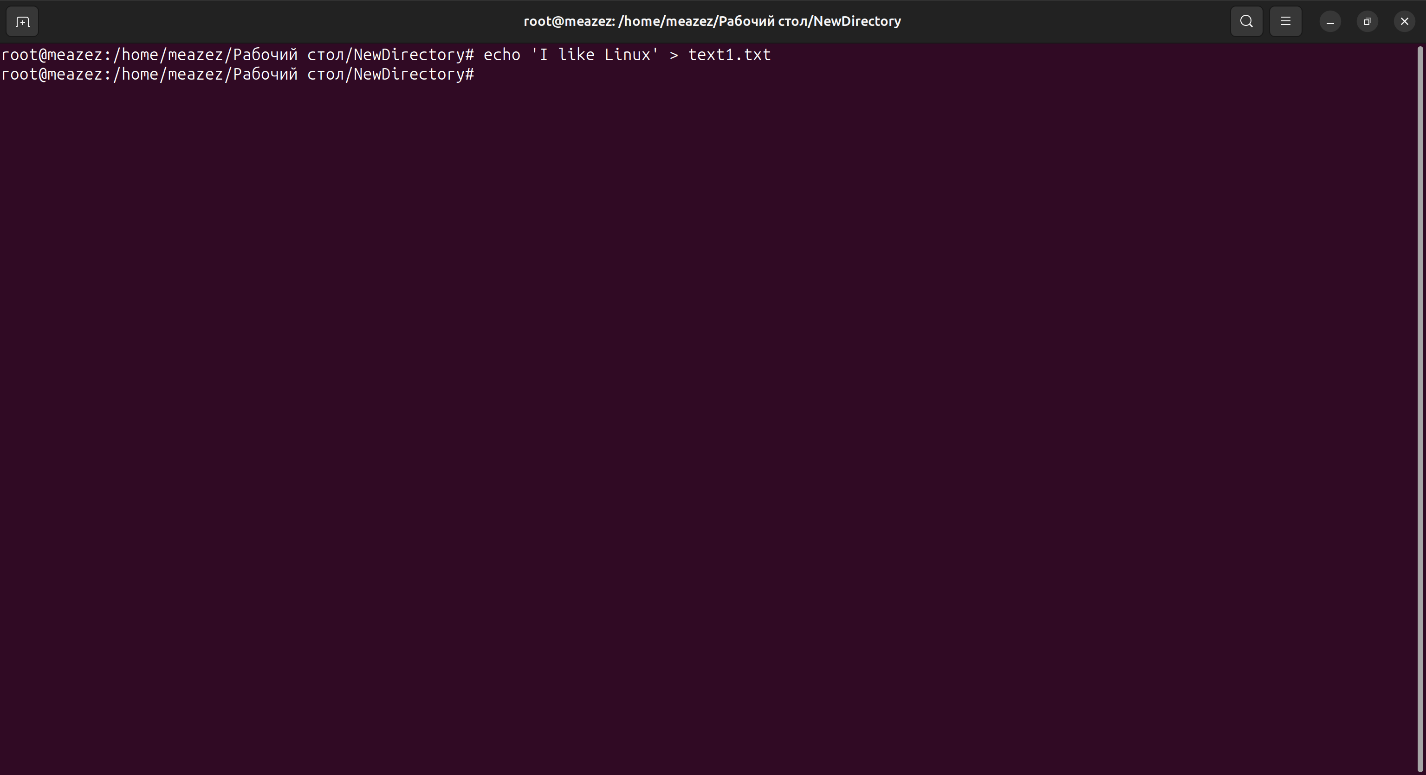 root@meazez: /home/meazez/Рабочий стол/NewDirectory
root@meazez:/home/meazez/Рабочий стол/NewDirectory# echo 'I like Linux' > text1.txt
root@meazez:/home/meazez/Рабочий стол/NewDirectory#